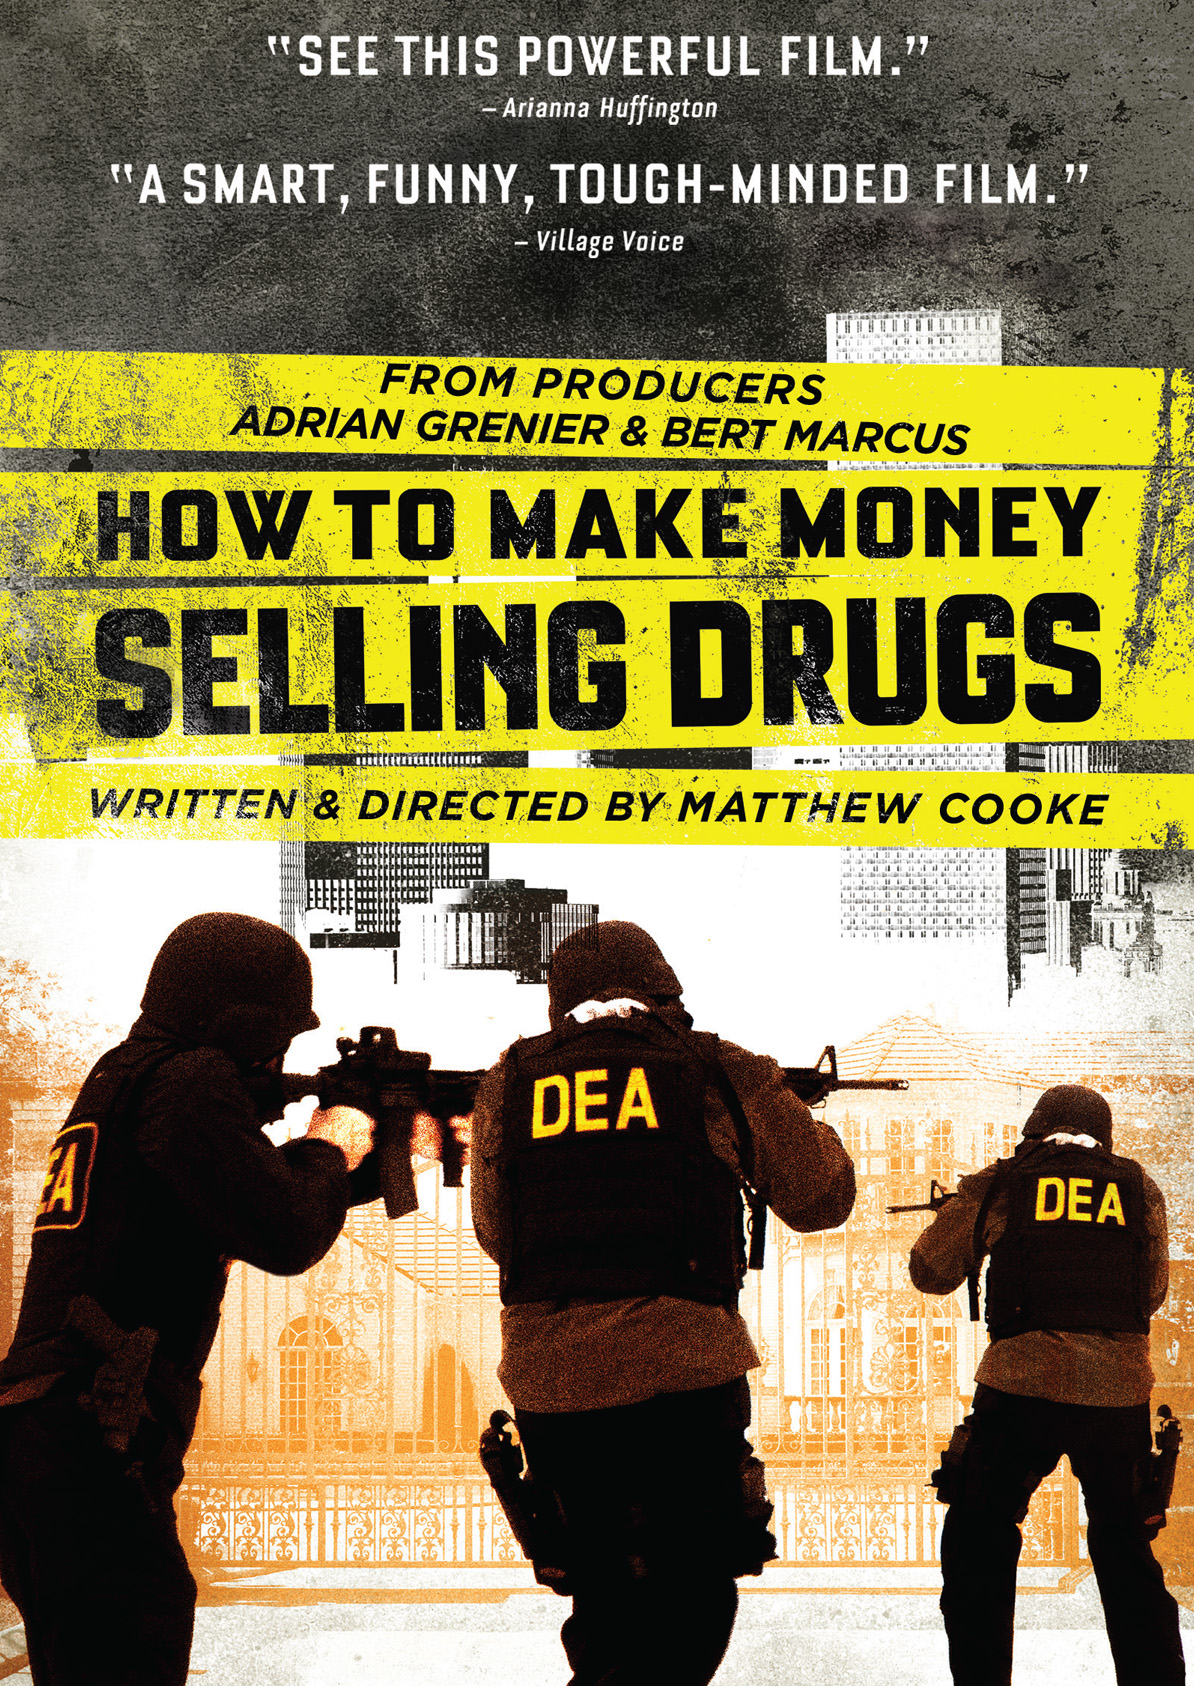 "SEE THIS POWERFUL FILM."
– Arianna Huffington
"A SMART, FUNNY, TOUGH-MINDED FILM."
– Village Voice
FROM PRODUCERS
ADRIAN GRENIER & BERT MARCUS
HOW TO MAKE MONEY
SELLING DRUGS
WRITTEN & DIRECTED BY MATTHEW COOKE
EA
DEA
DEA